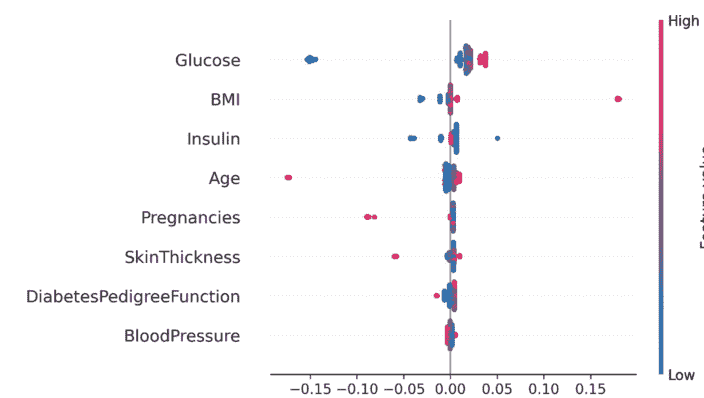 High
Glucose
BMI
Insulin
Age
Pregnancies
SkinThickness
DiabetesPedigreeFunction
BloodPressure
Low
−0.15 −0.10 −0.05 0.00 0.05 0.10 0.15